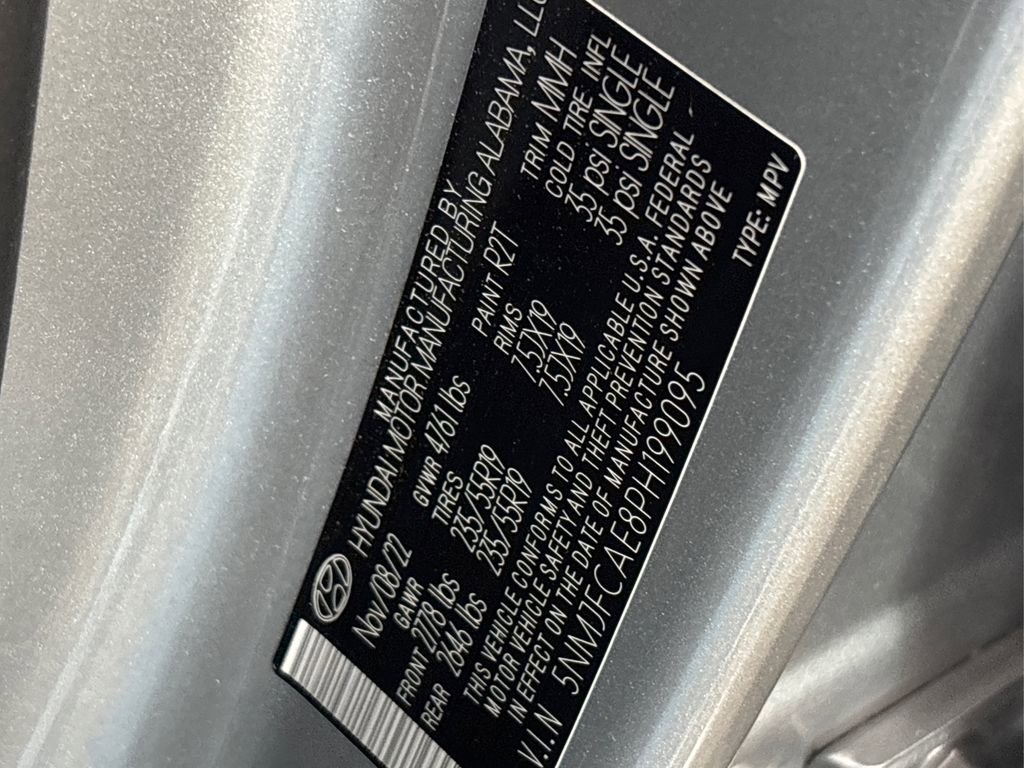 MANUFACTURED BY
HYUNDAI MOTOR MANUFACTURING ALABAMA, LLC
Nov/08/22 GVWR 4761 lbs PAINT R2T TRIM MMH
GAWR TIRES RIMS COLD TIRE INFL
FRONT 2778 lbs 235/55R19 7.5X19 35 psi SINGLE
REAR 2646 lbs 235/55R19 7.5X19 35 psi SINGLE
THIS VEHICLE CONFORMS TO ALL APPLICABLE U.S.A. FEDERAL
MOTOR VEHICLE SAFETY AND THEFT PREVENTION STANDARDS
IN EFFECT ON THE DATE OF MANUFACTURE SHOWN ABOVE
V.I.N 5NMJFCAE8PH199095 TYPE: MPV